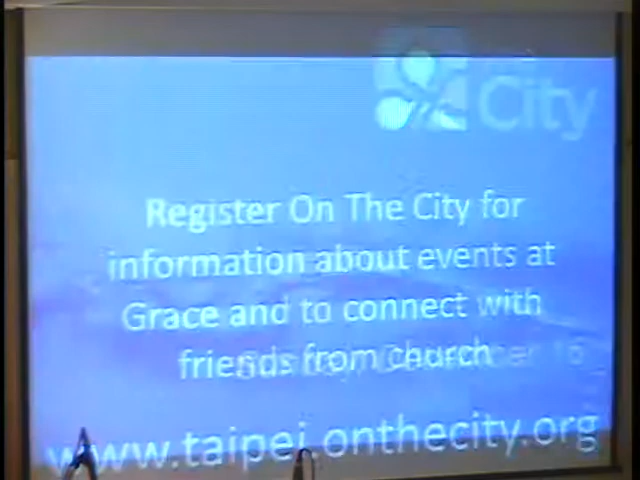 City
Register On The City for
information about events at
Grace and to connect with
friends from church
www.taipei.onthecity.org